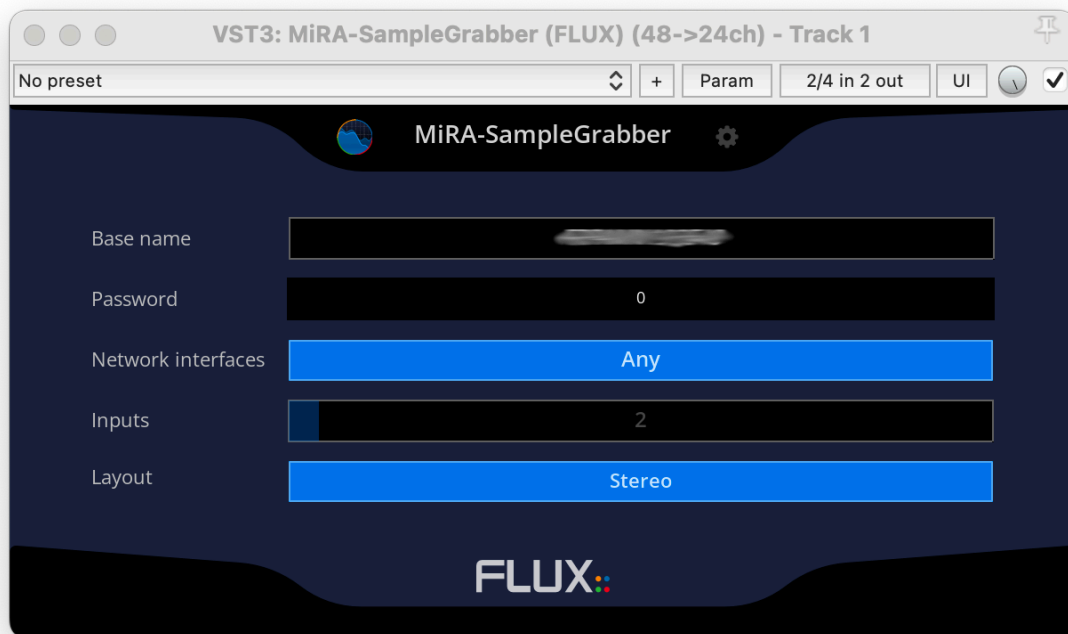 VST3: MiRA-SampleGrabber (FLUX) (48->24ch) - Track 1
No preset + Param 2/4 in 2 out UI
MiRA-SampleGrabber
Base name
Password 0
Network interfaces Any
Inputs 2
Layout Stereo
FLUX::